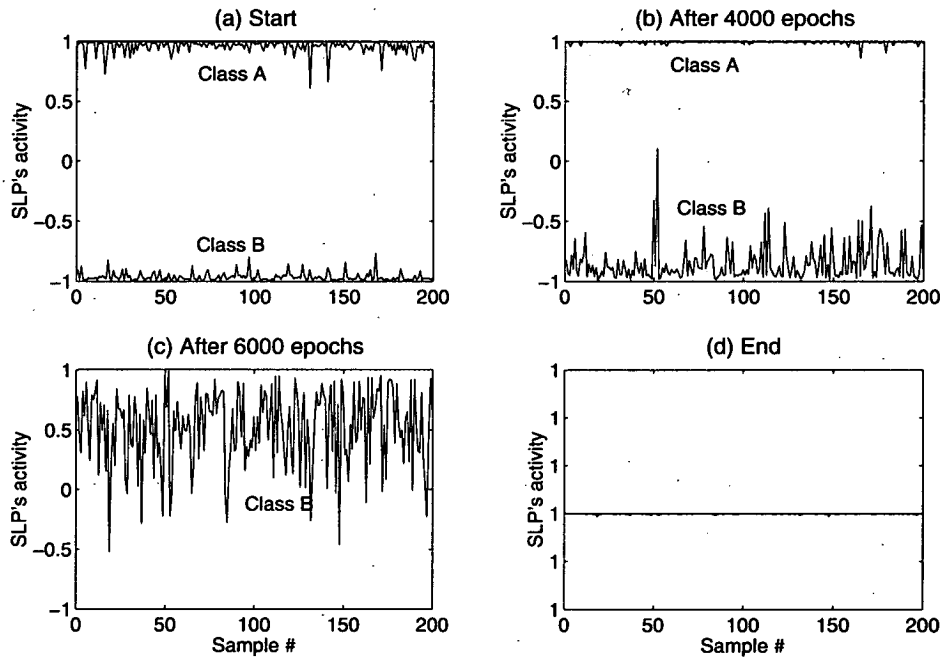 (a) Start
1
0.5
0
−0.5
−1
SLP's activity
Class A
Class B
0
50
100
150
200
(b) After 4000 epochs
1
0.5
0
−0.5
−1
SLP's activity
Class A
Class B
0
50
100
150
200
(c) After 6000 epochs
1
0.5
0
−0.5
−1
SLP's activity
Class B
0
50
100
150
200
Sample #
(d) End
1
1
1
1
1
1
SLP's activity
0
50
100
150
200
Sample #